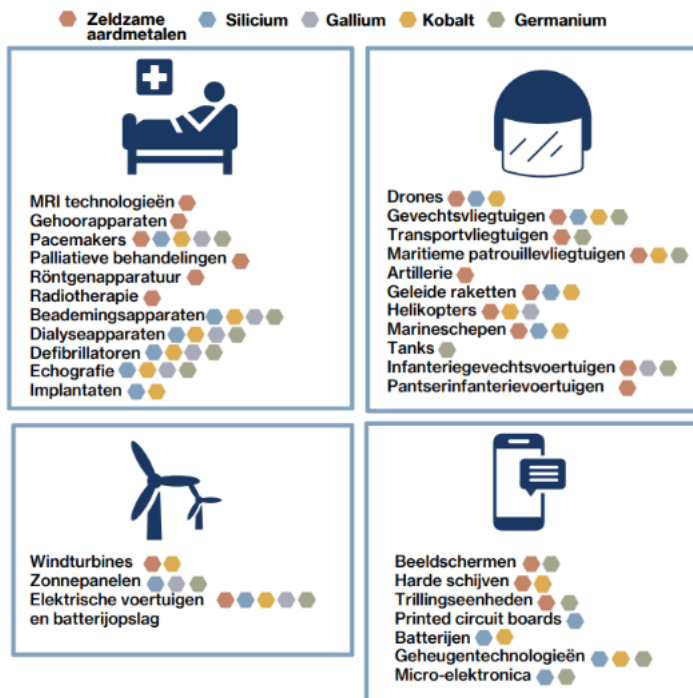 Zeldzame aardmetalen
Silicium
Gallium
Kobalt
Germanium
MRI technologieën
Gehoorapparaten
Pacemakers
Palliatieve behandelingen
Röntgenapparatuur
Radiotherapie
Beademingsapparaten
Dialyseapparaten
Defibrillatoren
Echografie
Implantaten
Drones
Gevechtsvliegtuigen
Transportvliegtuigen
Maritieme patrouillevliegtuigen
Artillerie
Geleide raketten
Helikopters
Marineschepen
Tanks
Infanteriegevechtsvoertuigen
Pantserinfanterievoertuigen
Windturbines
Zonnepanelen
Elektrische voertuigen
en batterijopslag
Beeldschermen
Harde schijven
Trillingseenheden
Printed circuit boards
Batterijen
Geheugentechnologieën
Micro-elektronica